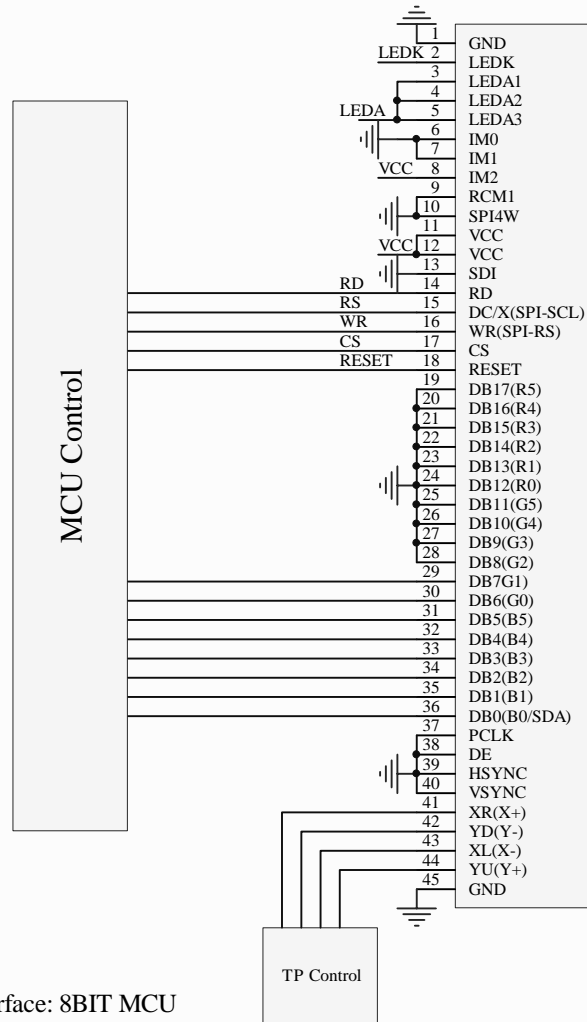 1 GND
LEDK 2 LEDK
3 LEDA1
4 LEDA2
LEDA 5 LEDA3
6 IM0
7 IM1
VCC 8 IM2
9 RCM1
10 SPI4W
11 VCC
VCC 12 VCC
13 SDI
RD 14 RD
RS 15 DC/X(SPI-SCL)
WR 16 WR(SPI-RS)
CS 17 CS
RESET 18 RESET
19 DB17(R5)
20 DB16(R4)
21 DB15(R3)
22 DB14(R2)
23 DB13(R1)
24 DB12(R0)
25 DB11(G5)
26 DB10(G4)
27 DB9(G3)
28 DB8(G2)
29 DB7G1)
30 DB6(G0)
31 DB5(B5)
32 DB4(B4)
33 DB3(B3)
34 DB2(B2)
35 DB1(B1)
36 DB0(B0/SDA)
37 PCLK
38 DE
39 HSYNC
40 VSYNC
41 XR(X+)
42 YD(Y-)
43 XL(X-)
44 YU(Y+)
45 GND
MCU Control
TP Control
rface: 8BIT MCU